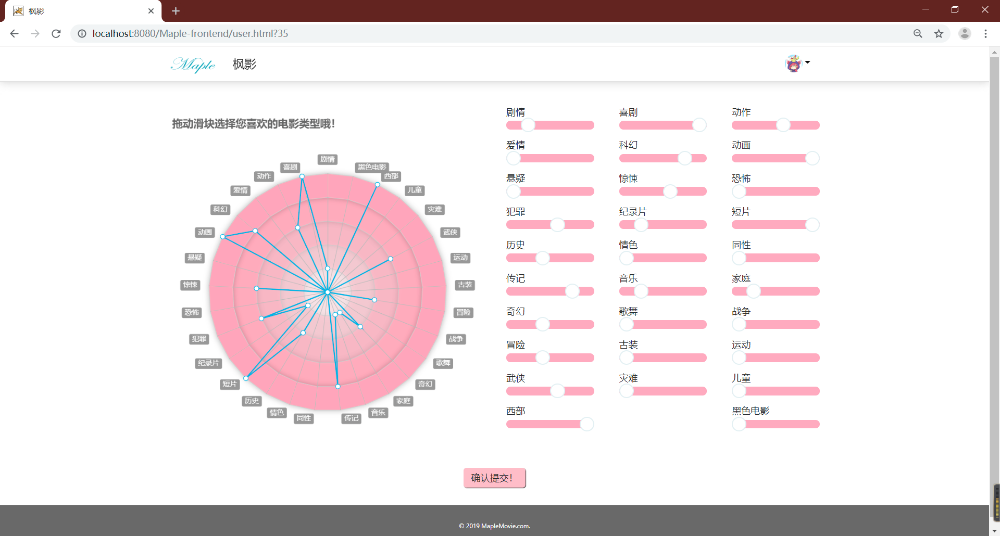 枫影
localhost:8080/Maple-frontend/user.html?35
Maple 枫影
拖动滑块选择您喜欢的电影类型哦!
剧情
喜剧
黑色电影
动作
西部
爱情
儿童
科幻
灾难
动画
武侠
悬疑
运动
惊悚
古装
恐怖
冒险
犯罪
战争
纪录片
歌舞
短片
奇幻
历史
家庭
情色
音乐
同性
传记
剧情 喜剧 动作
爱情 科幻 动画
悬疑 惊悚 恐怖
犯罪 纪录片 短片
历史 情色 同性
传记 音乐 家庭
奇幻 歌舞 战争
冒险 古装 运动
武侠 灾难 儿童
西部 黑色电影
确认提交!
© 2019 MapleMovie.com.